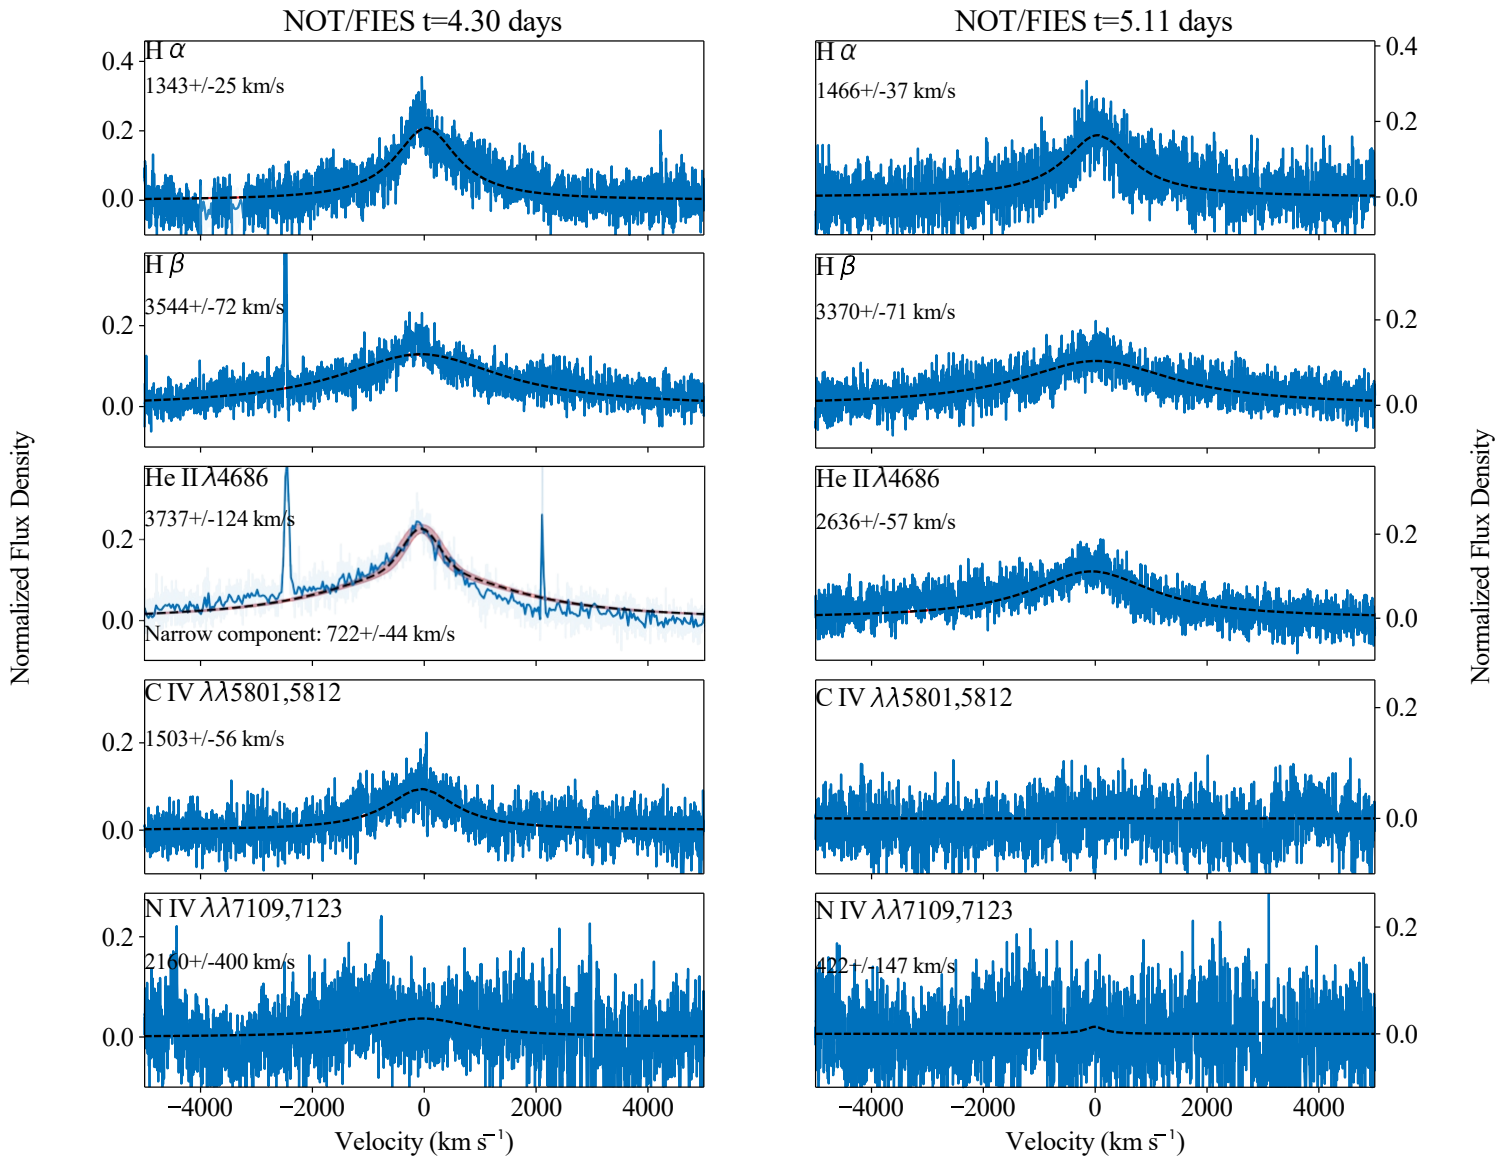 NOT/FIES t=4.30 days
H α
1343+/-25 km/s
0.4
0.2
0.0
H β
3544+/-72 km/s
0.2
0.0
He II λ4686
3737+/-124 km/s
0.2
0.0
Narrow component: 722+/-44 km/s
C IV λλ5801,5812
1503+/-56 km/s
0.2
0.0
N IV λλ7109,7123
2160+/-400 km/s
0.2
0.0
−4000 −2000 0 2000 4000
Velocity (km s⁻¹)
Normalized Flux Density
NOT/FIES t=5.11 days
H α
1466+/-37 km/s
0.4
0.2
0.0
H β
3370+/-71 km/s
0.2
0.0
He II λ4686
2636+/-57 km/s
0.2
0.0
C IV λλ5801,5812
0.2
0.0
N IV λλ7109,7123
422+/-147 km/s
0.2
0.0
−4000 −2000 0 2000 4000
Velocity (km s⁻¹)
Normalized Flux Density